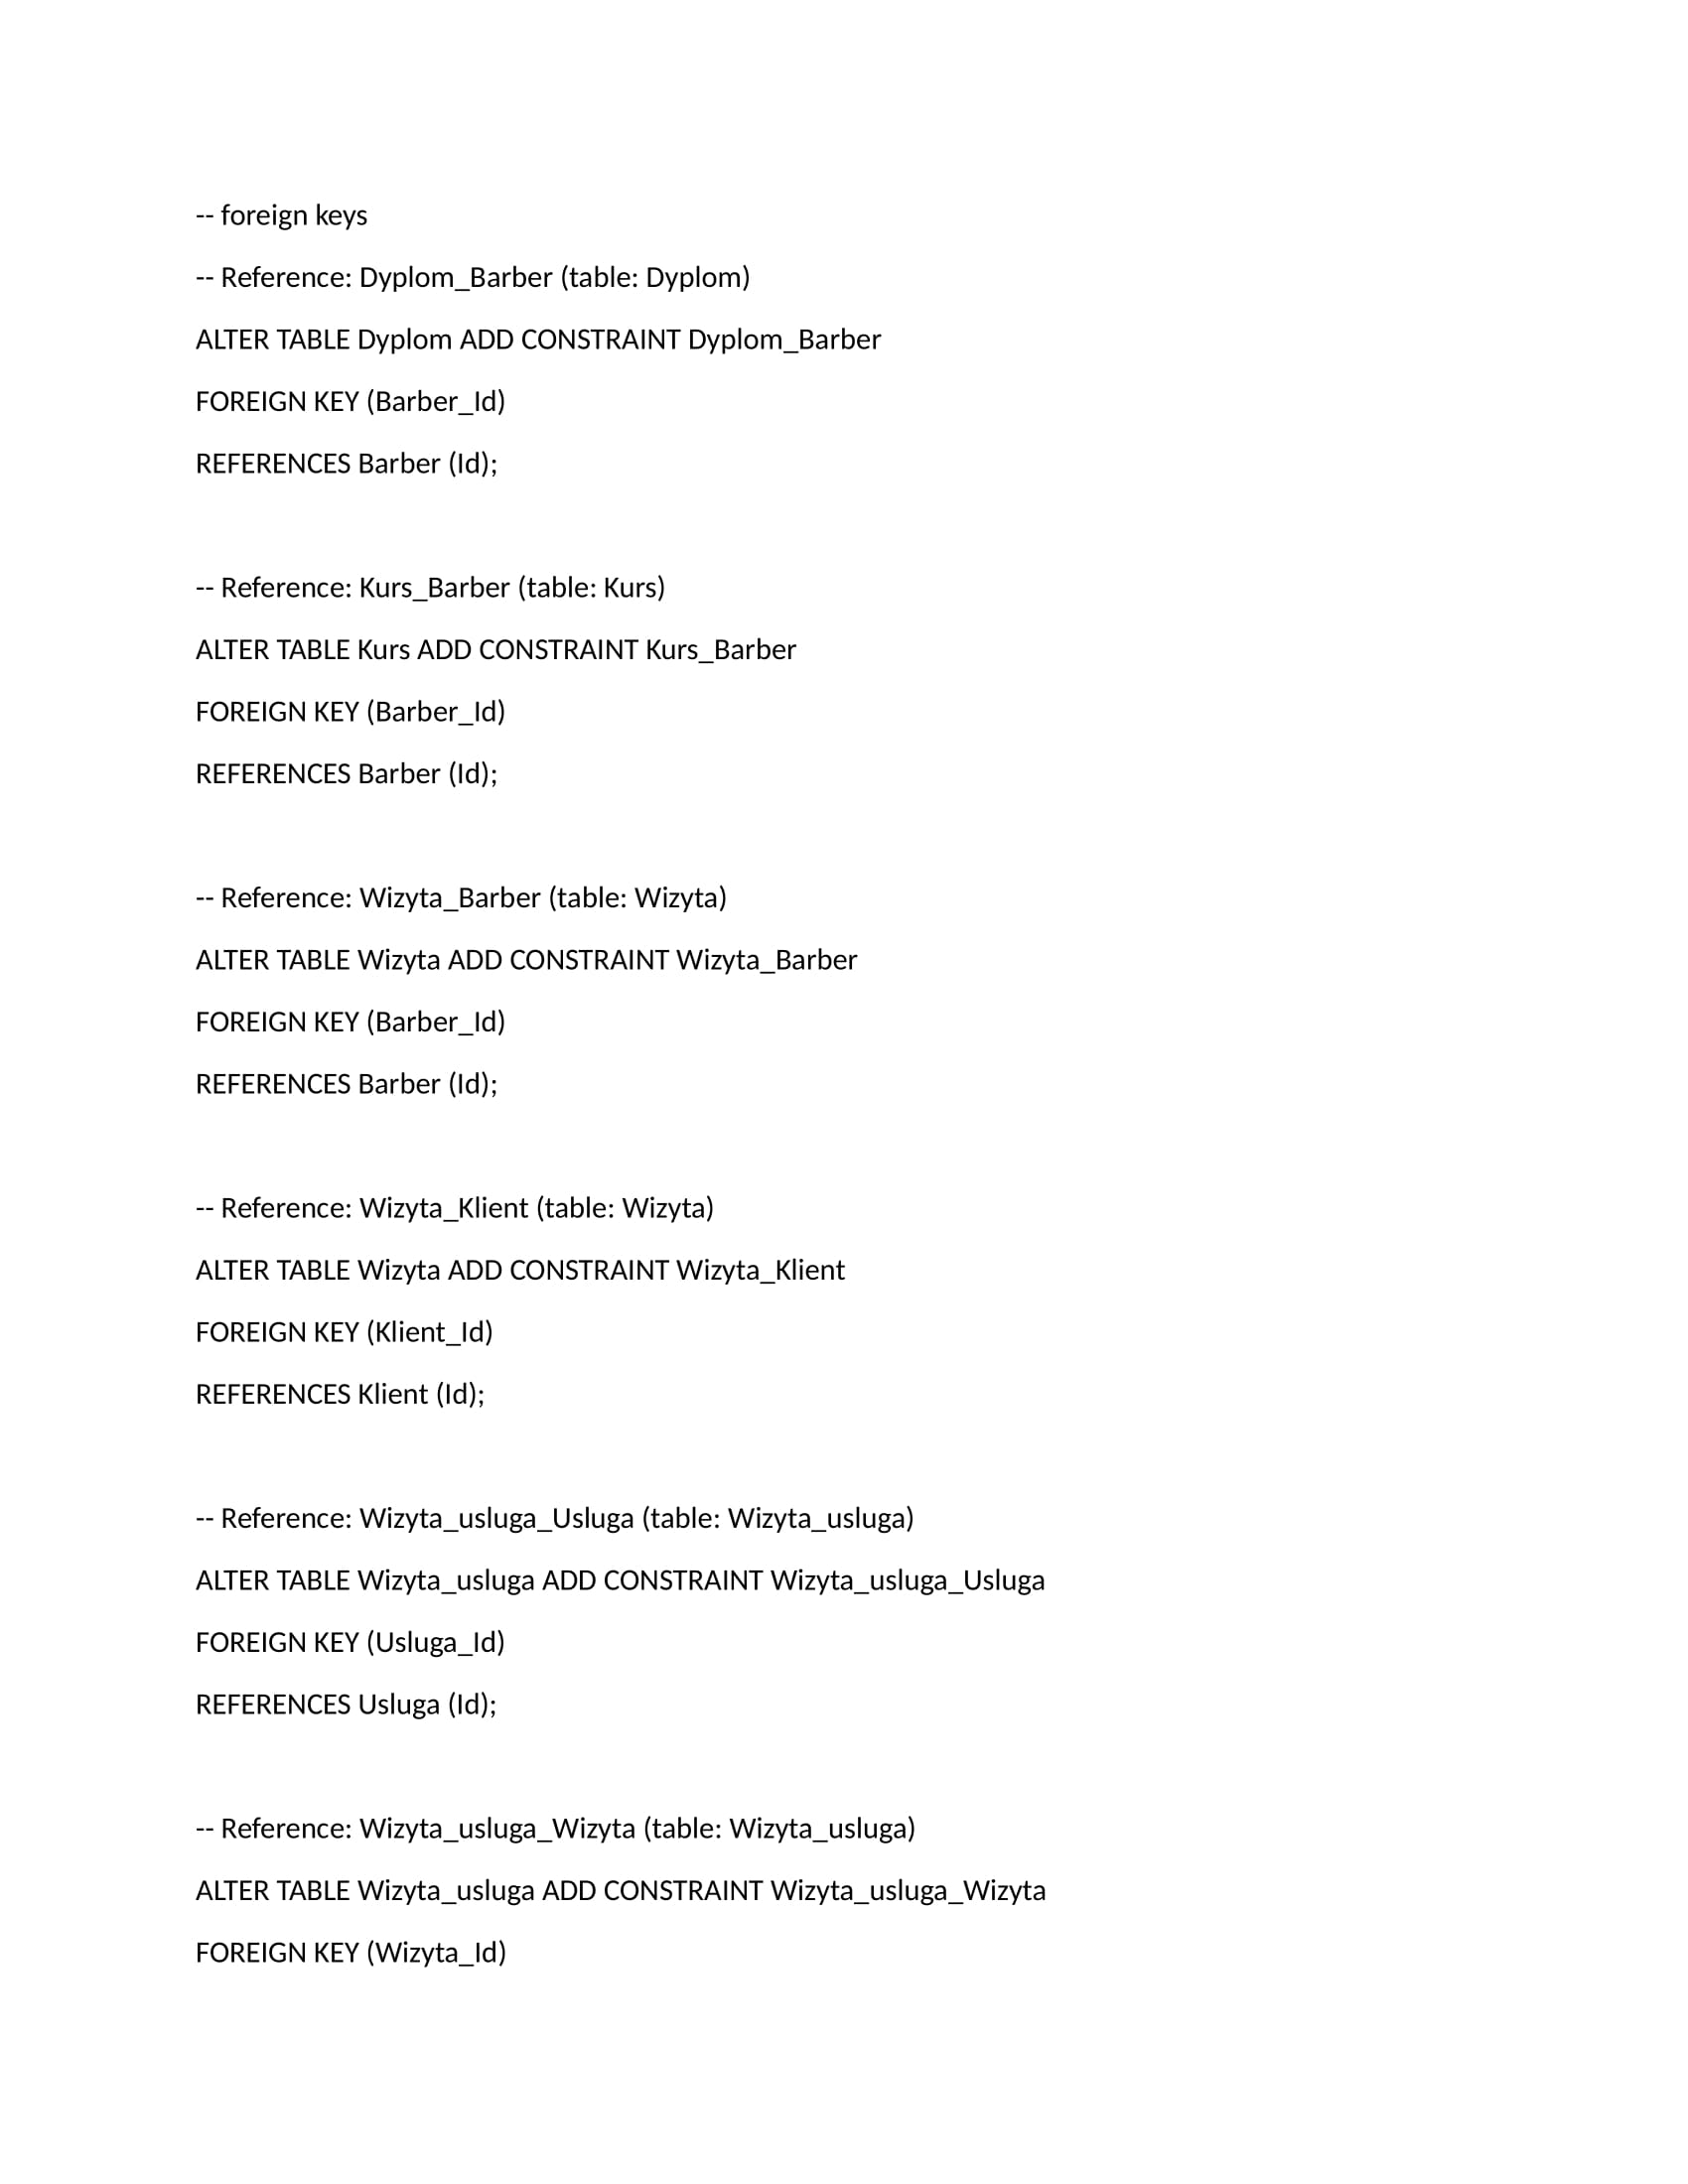 -- foreign keys
-- Reference: Dyplom_Barber (table: Dyplom)
ALTER TABLE Dyplom ADD CONSTRAINT Dyplom_Barber
FOREIGN KEY (Barber_Id)
REFERENCES Barber (Id);
-- Reference: Kurs_Barber (table: Kurs)
ALTER TABLE Kurs ADD CONSTRAINT Kurs_Barber
FOREIGN KEY (Barber_Id)
REFERENCES Barber (Id);
-- Reference: Wizyta_Barber (table: Wizyta)
ALTER TABLE Wizyta ADD CONSTRAINT Wizyta_Barber
FOREIGN KEY (Barber_Id)
REFERENCES Barber (Id);
-- Reference: Wizyta_Klient (table: Wizyta)
ALTER TABLE Wizyta ADD CONSTRAINT Wizyta_Klient
FOREIGN KEY (Klient_Id)
REFERENCES Klient (Id);
-- Reference: Wizyta_usluga_Usluga (table: Wizyta_usluga)
ALTER TABLE Wizyta_usluga ADD CONSTRAINT Wizyta_usluga_Usluga
FOREIGN KEY (Usluga_Id)
REFERENCES Usluga (Id);
-- Reference: Wizyta_usluga_Wizyta (table: Wizyta_usluga)
ALTER TABLE Wizyta_usluga ADD CONSTRAINT Wizyta_usluga_Wizyta
FOREIGN KEY (Wizyta_Id)